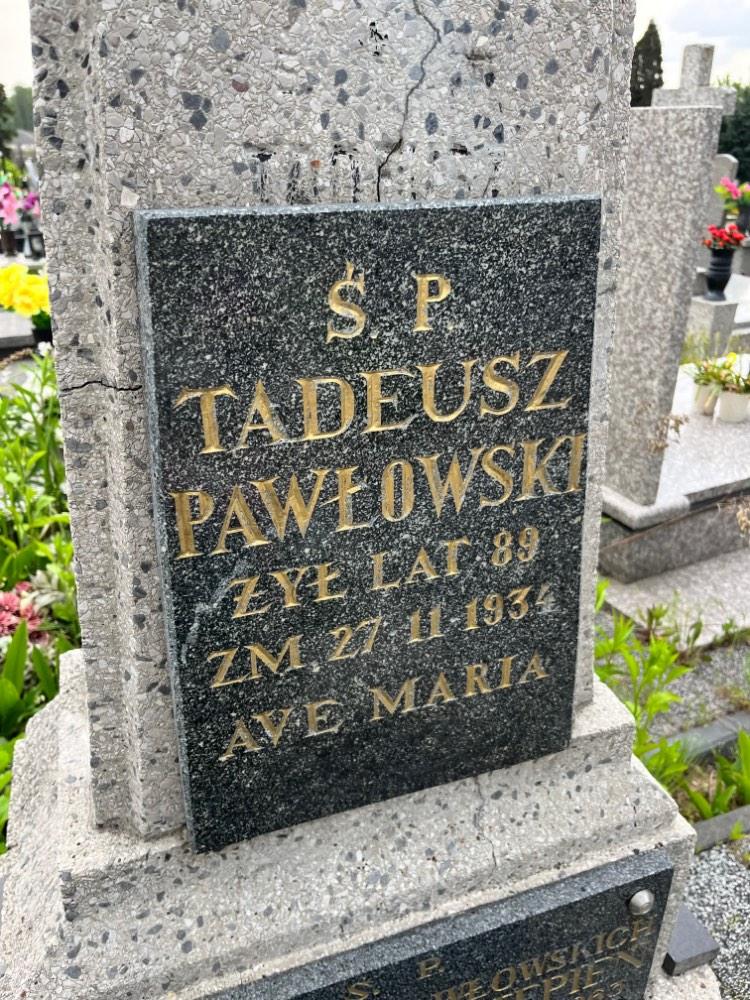 Ś P
TADEUSZ
PAWŁOWSKI
ŻYŁ LAT 89
ZM 27 11 1934
AVE MARIA
Ś. P.